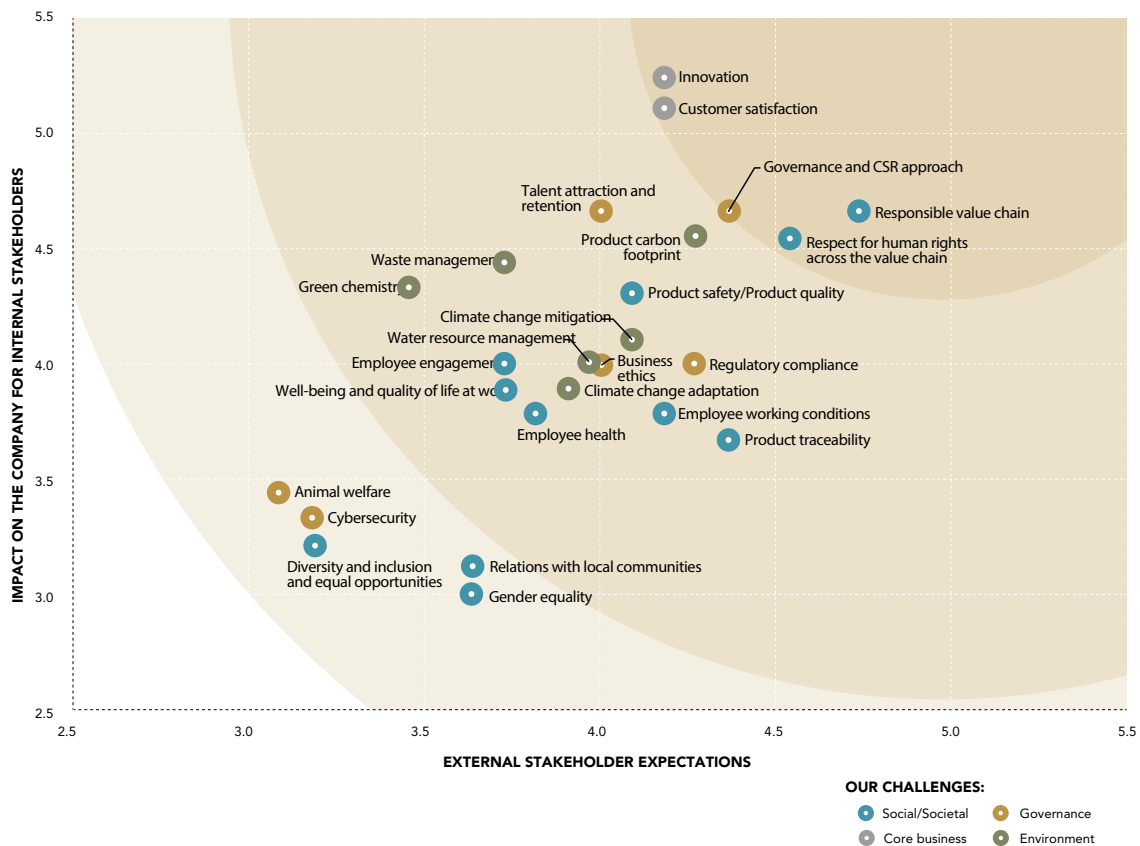 5.5
Innovation
Customer satisfaction
5.0
Governance and CSR approach
Talent attraction and
retention
Responsible value chain
Product carbon
footprint
Respect for human rights
across the value chain
4.5
Waste managemen
Green chemistr
Product safety/Product quality
Climate change mitigation
Water resource management
4.0
Employee engagemen
Business
ethics
Regulatory compliance
Well-being and quality of life at wo
Climate change adaptation
Employee working conditions
Employee health
Product traceability
3.5
Animal welfare
Cybersecurity
Diversity and inclusion
and equal opportunities
Relations with local communities
3.0
Gender equality
2.5
IMPACT ON THE COMPANY FOR INTERNAL STAKEHOLDERS
2.5 3.0 3.5 4.0 4.5 5.0 5.5
EXTERNAL STAKEHOLDER EXPECTATIONS
OUR CHALLENGES:
Social/Societal Governance
Core business Environment